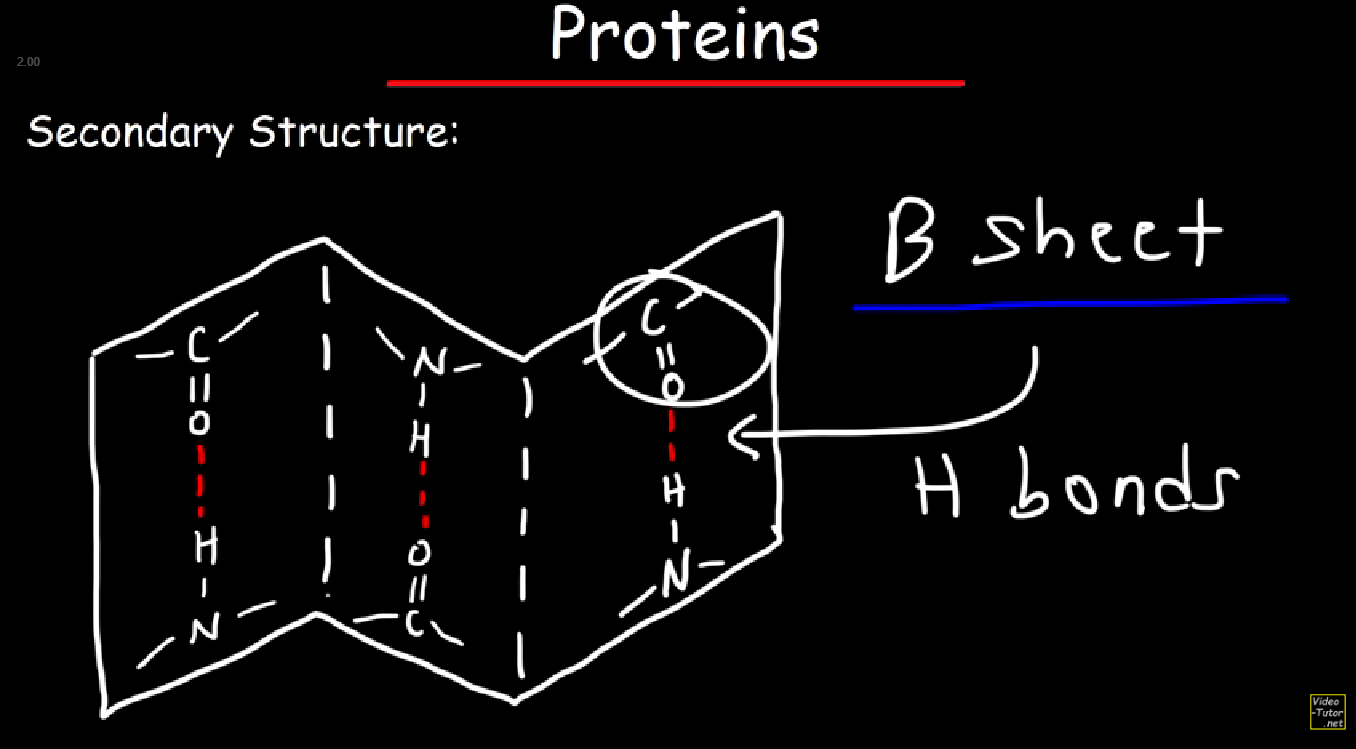 Proteins
2.00
Secondary Structure:
B sheet
C
C
N
O
O
H
H
H bonds
H
O
N
C
N
Video
-Tutor
.net